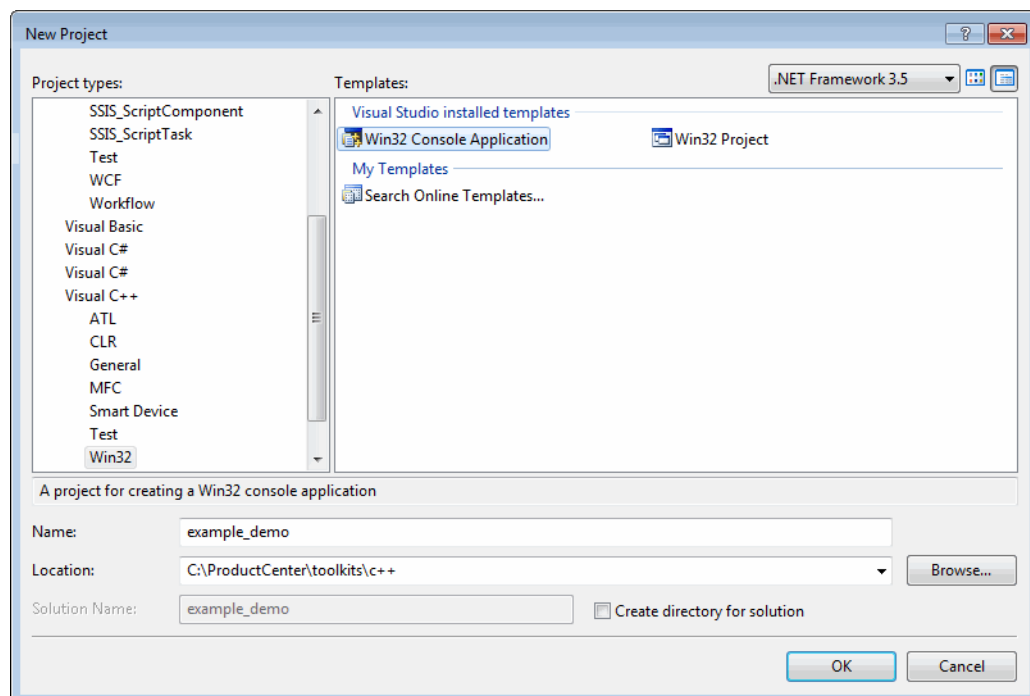 New Project
Project types:
Templates:
.NET Framework 3.5
SSIS_ScriptComponent
SSIS_ScriptTask
Test
WCF
Workflow
Visual Basic
Visual C#
Visual C#
Visual C++
ATL
CLR
General
MFC
Smart Device
Test
Win32
Visual Studio installed templates
Win32 Console Application
Win32 Project
My Templates
Search Online Templates...
A project for creating a Win32 console application
Name:
example_demo
Location:
C:\ProductCenter\toolkits\c++
Browse...
Solution Name:
example_demo
Create directory for solution
OK
Cancel